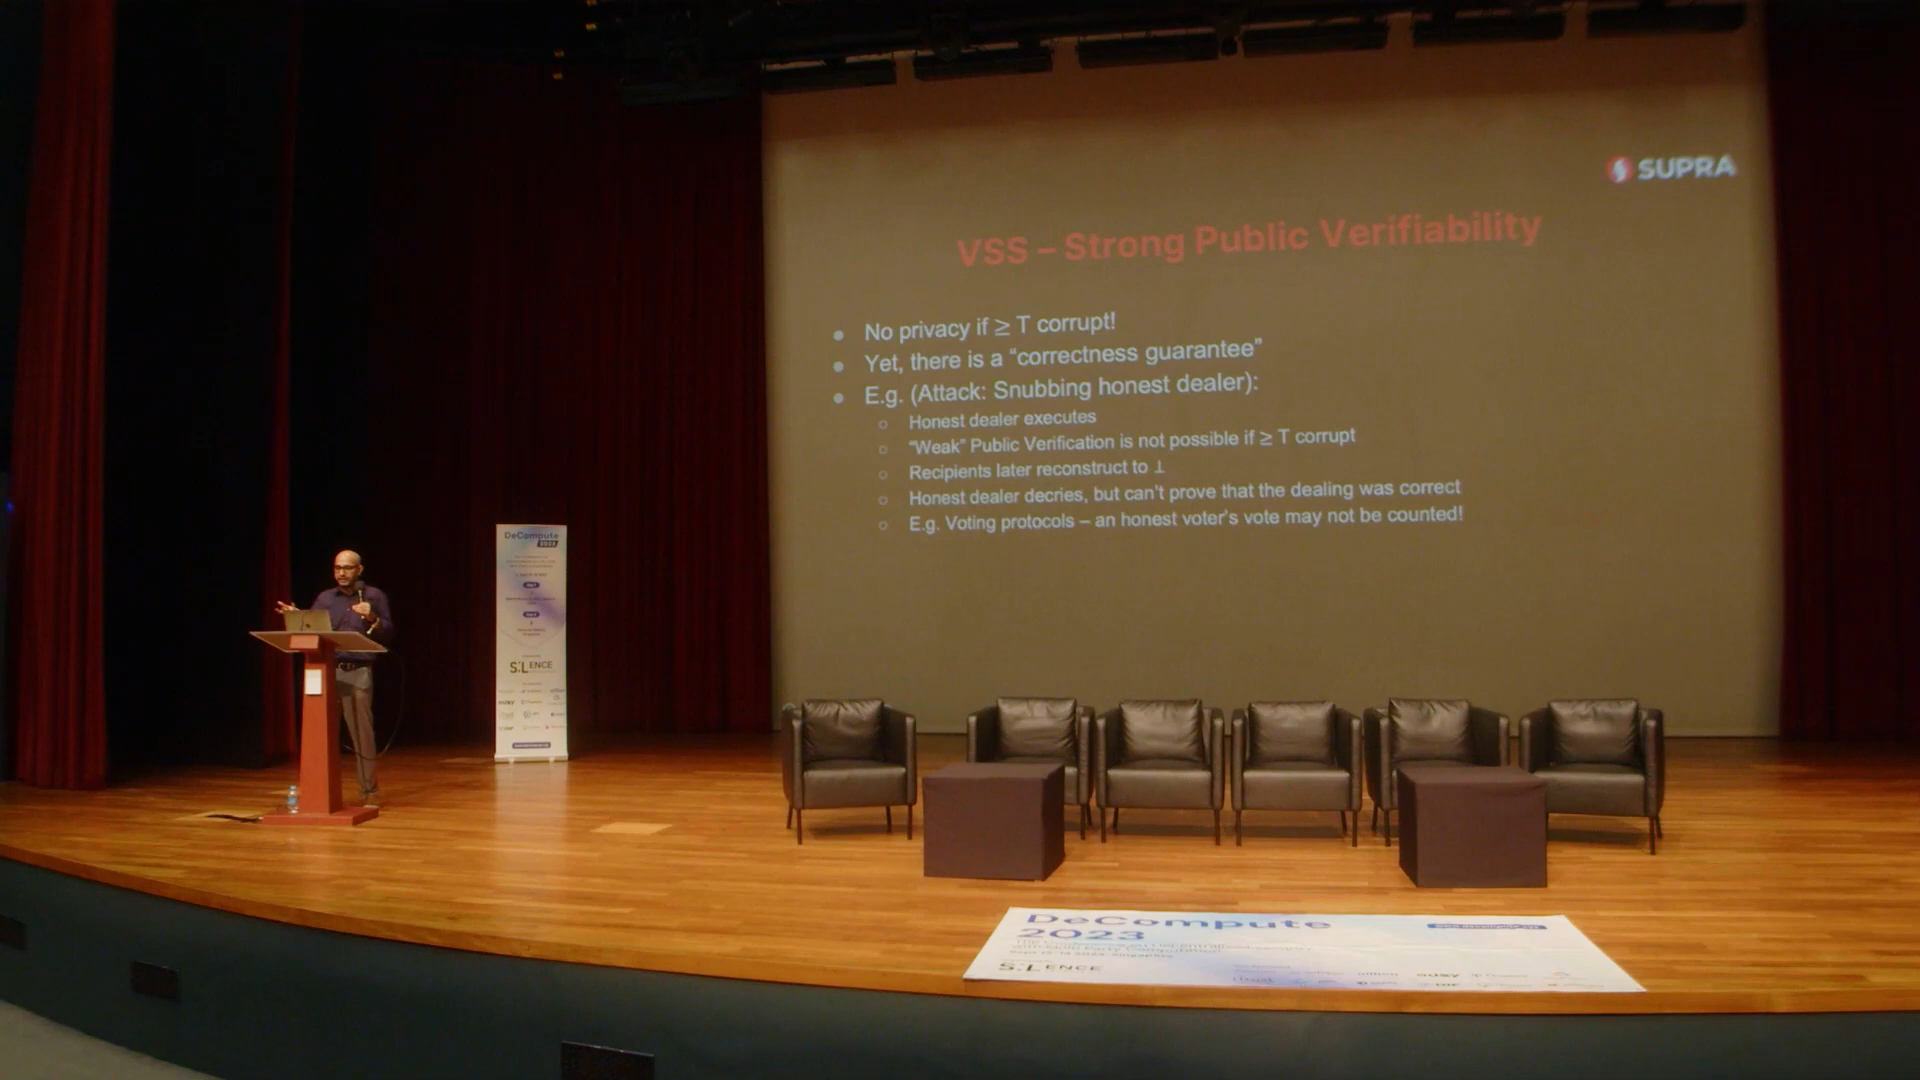 SUPRA
VSS – Strong Public Verifiability
● No privacy if ≥ T corrupt!
● Yet, there is a “correctness guarantee”
● E.g. (Attack: Snubbing honest dealer):
○ Honest dealer executes
○ “Weak” Public Verification is not possible if ≥ T corrupt
○ Recipients later reconstruct to ⊥
○ Honest dealer decries, but can't prove that the dealing was correct
○ E.g. Voting protocols – an honest voter's vote may not be counted!
DeCompute
2023
S:LENCE
DeCompute
2023
S:LENCE